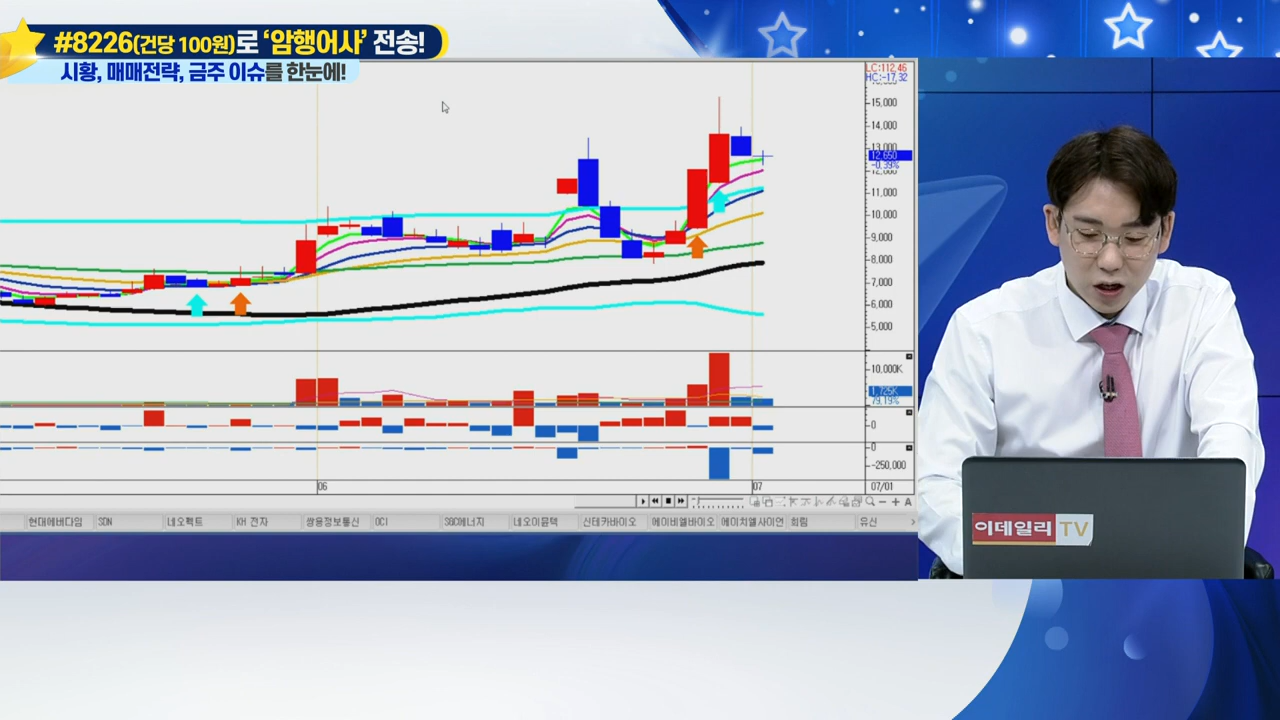 #8226(건당 100원)로 ‘암행어사’ 전송!
시황, 매매전략, 금주 이슈를 한눈에!
LC:112,46
HC:-17,32
15,000
14,000
13,000
12,650
-0,39%
12,000
11,000
10,000
9,000
8,000
7,000
6,000
5,000
10,000K
1,725K
79,19%
0
0
-250,000
06
07
07/01
A
현대에버다임 SDN 네오펙트 KH 전자 쌍용정보통신 OCI SGC에너지 네오이뮨텍 신테카바이오 에이비엘바이오 에이치엘사이언 희림 유신
이데일리 TV